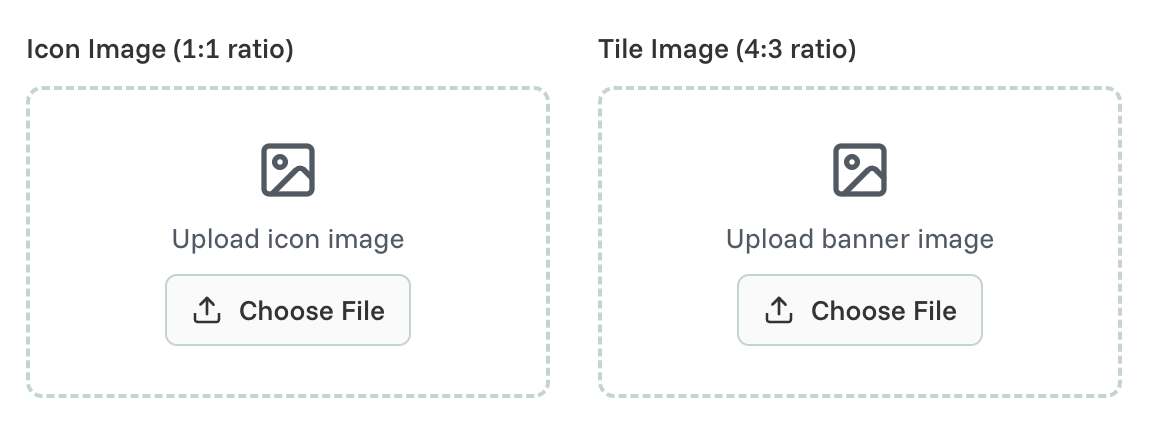 Icon Image (1:1 ratio)
Upload icon image
Choose File
Tile Image (4:3 ratio)
Upload banner image
Choose File